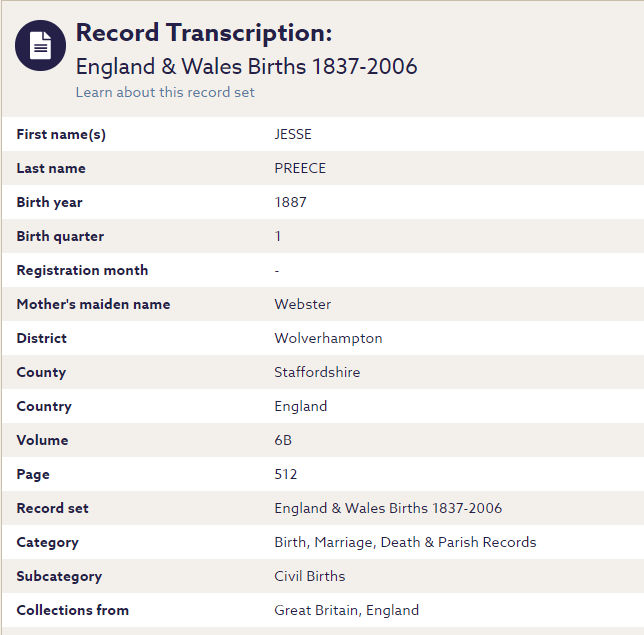 Record Transcription:
England & Wales Births 1837-2006
Learn about this record set
First name(s) JESSE
Last name PREECE
Birth year 1887
Birth quarter 1
Registration month -
Mother's maiden name Webster
District Wolverhampton
County Staffordshire
Country England
Volume 6B
Page 512
Record set England & Wales Births 1837-2006
Category Birth, Marriage, Death & Parish Records
Subcategory Civil Births
Collections from Great Britain, England